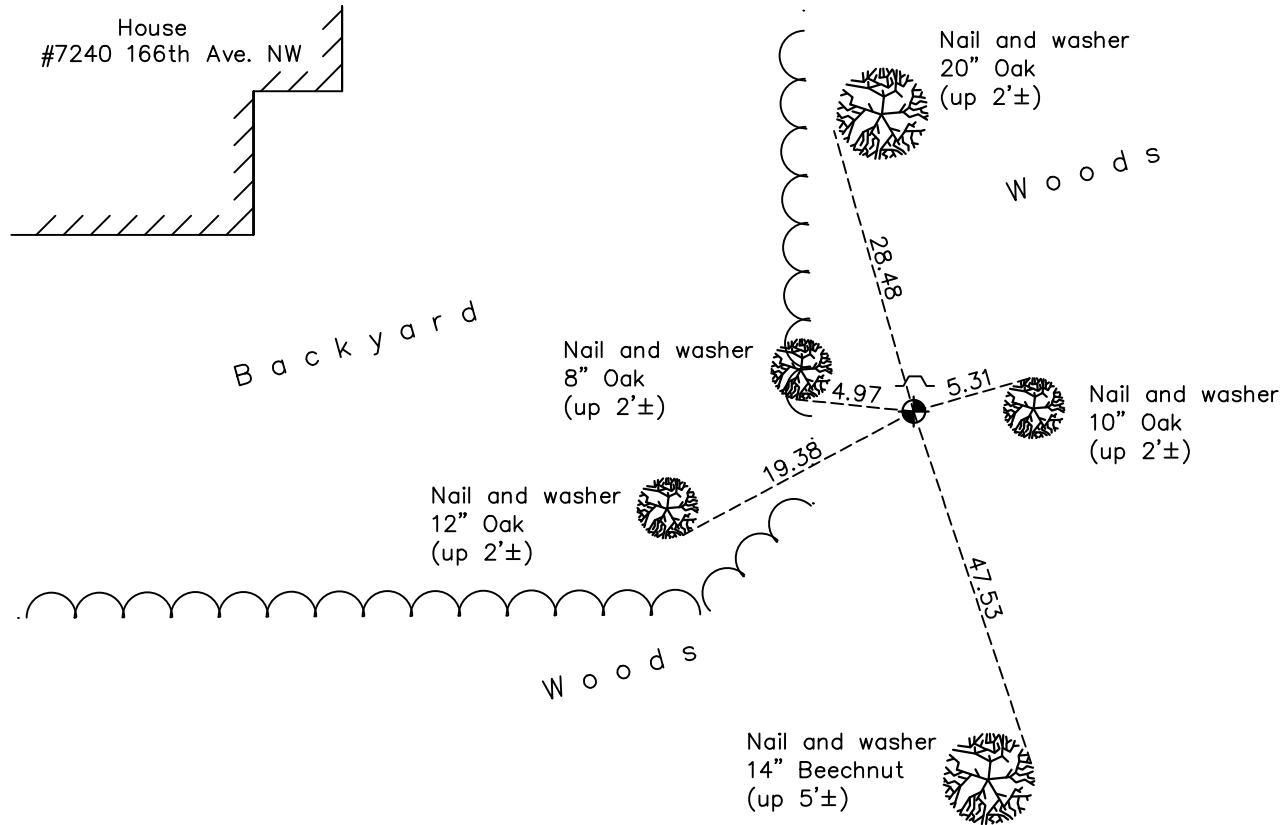 House
#7240 166th Ave. NW
Nail and washer
20" Oak
(up 2'±)
Woods
28.48
Backyard
Nail and washer
8" Oak
(up 2'±)
4.97
5.31
Nail and washer
10" Oak
(up 2'±)
19.38
Nail and washer
12" Oak
(up 2'±)
47.53
Woods
Nail and washer
14" Beechnut
(up 5'±)